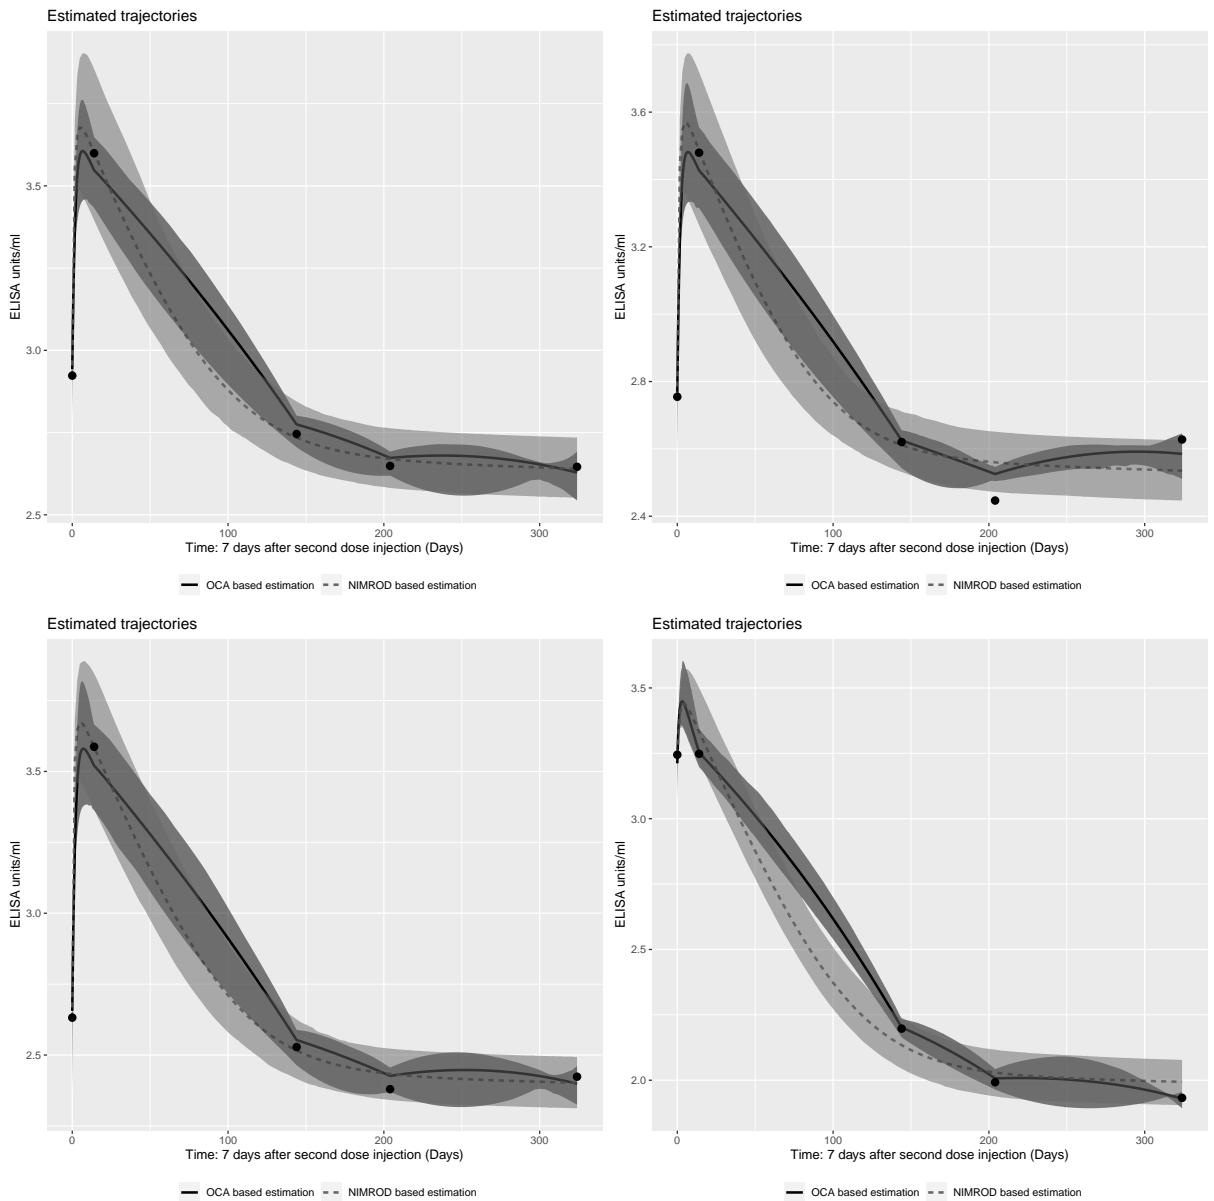 Estimated trajectories
ELISA units/ml
3.5
3.0
2.5
0 100 200 300
Time: 7 days after second dose injection (Days)
OCA based estimation NIMROD based estimation
Estimated trajectories
ELISA units/ml
3.6
3.2
2.8
2.4
0 100 200 300
Time: 7 days after second dose injection (Days)
OCA based estimation NIMROD based estimation
Estimated trajectories
ELISA units/ml
3.5
3.0
2.5
0 100 200 300
Time: 7 days after second dose injection (Days)
OCA based estimation NIMROD based estimation
Estimated trajectories
ELISA units/ml
3.5
3.0
2.5
2.0
0 100 200 300
Time: 7 days after second dose injection (Days)
OCA based estimation NIMROD based estimation